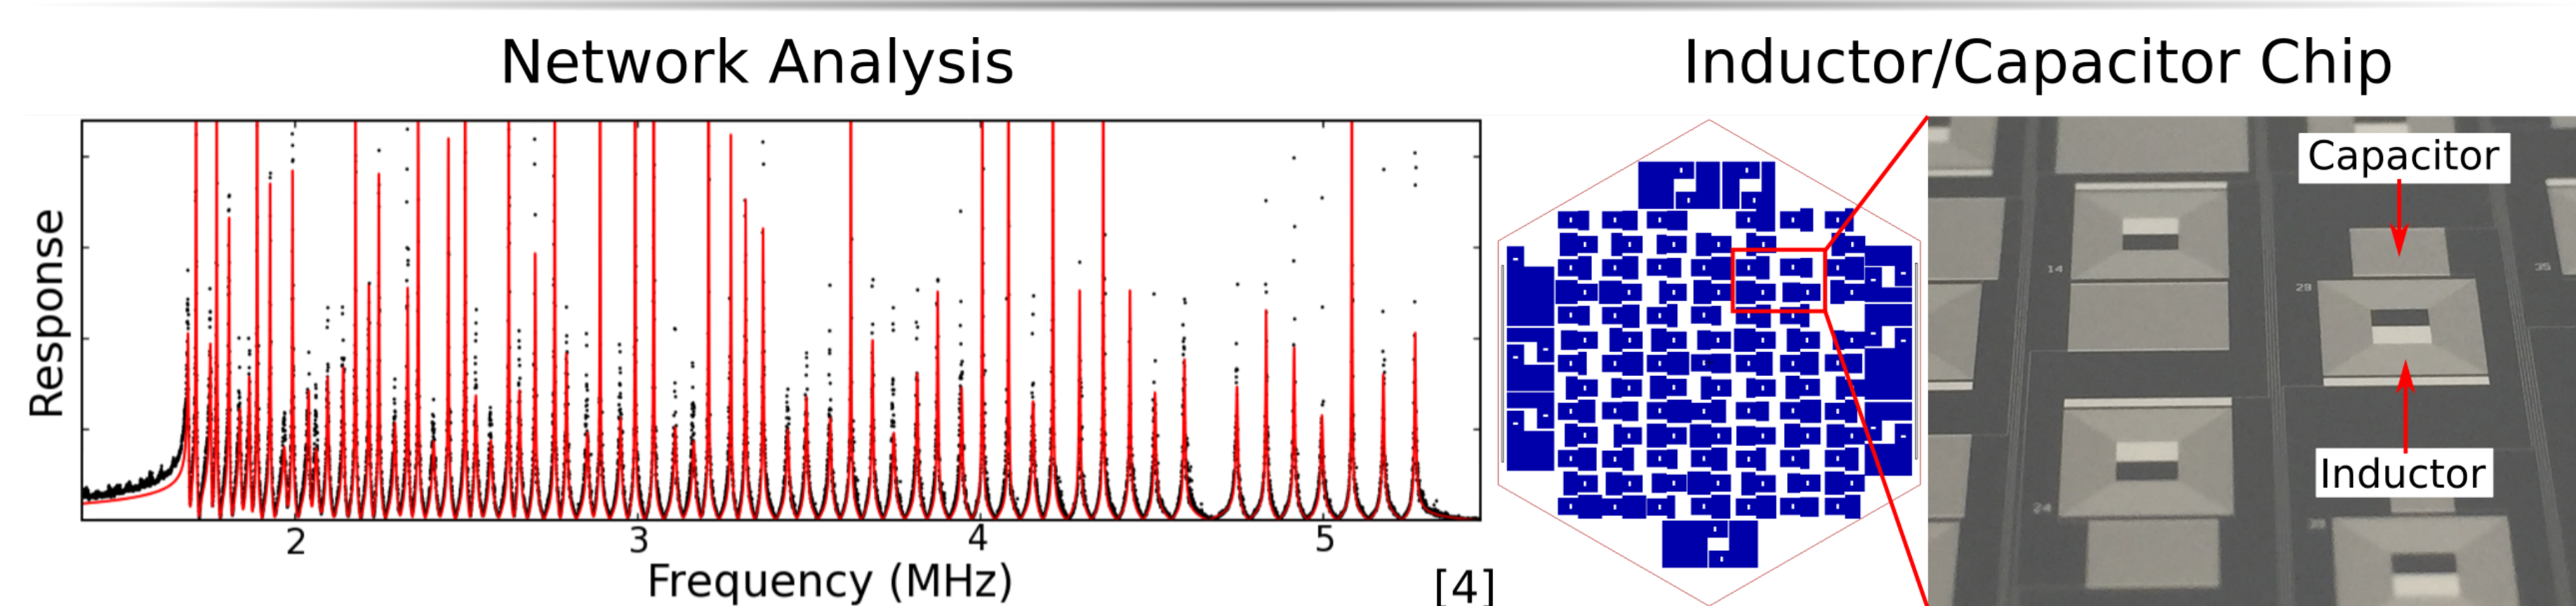 Network Analysis
Response
2 3 4 5
Frequency (MHz)
[4]
Inductor/Capacitor Chip
Capacitor
14
29
35
Inductor
24
39